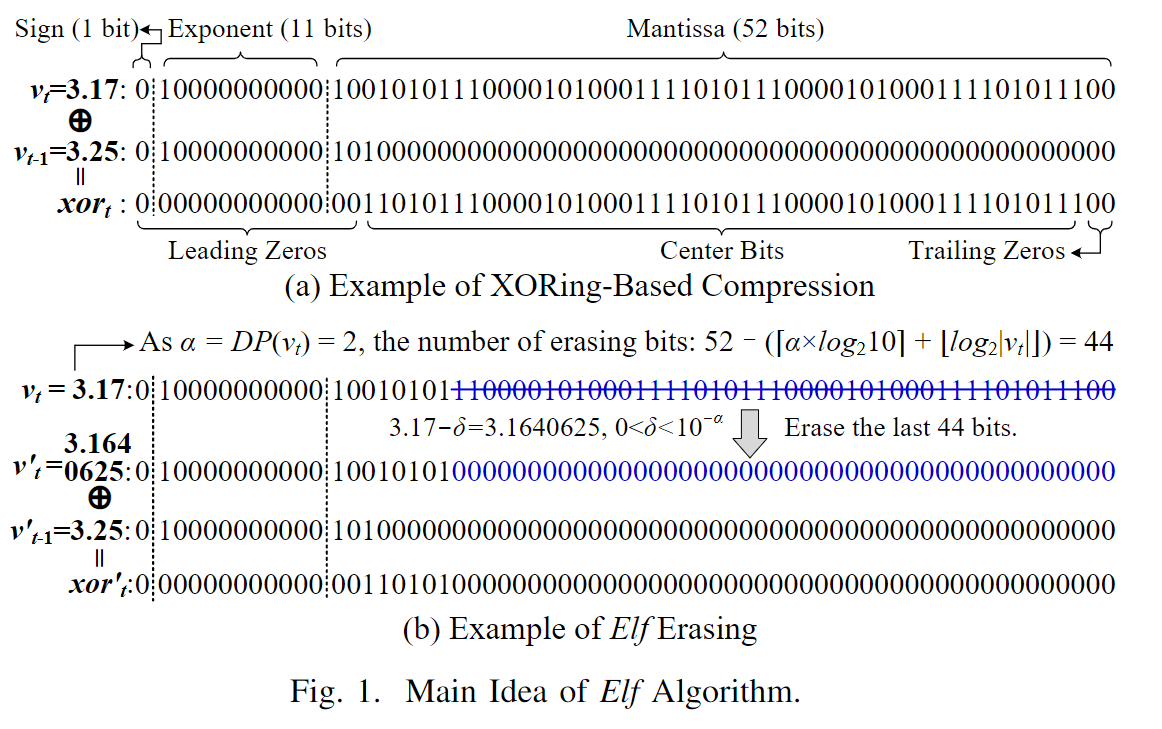 Sign (1 bit) Exponent (11 bits) Mantissa (52 bits)
vt=3.17: 0 10000000000 1001010111000010100011110101110000101000111101011100
⊕
vt-1=3.25: 0 10000000000 1010000000000000000000000000000000000000000000000000
=
xort : 0 00000000000 0011010111000010100011110101110000101000111101011100
Leading Zeros Center Bits Trailing Zeros
(a) Example of XORing-Based Compression
As α = DP(vt) = 2, the number of erasing bits: 52 − (⌈α×log210⌉ + ⌊log2|vt|⌋) = 44
vt = 3.17:0 10000000000 1001010111000010100011110101110000101000111101011100
3.17−δ=3.1640625, 0<δ<10^−α Erase the last 44 bits.
3.164
v't=0625:0 10000000000 1001010100000000000000000000000000000000000000000000
⊕
v't-1=3.25:0 10000000000 1010000000000000000000000000000000000000000000000000
=
xor't:0 00000000000 0011010100000000000000000000000000000000000000000000
(b) Example of Elf Erasing
Fig. 1. Main Idea of Elf Algorithm.